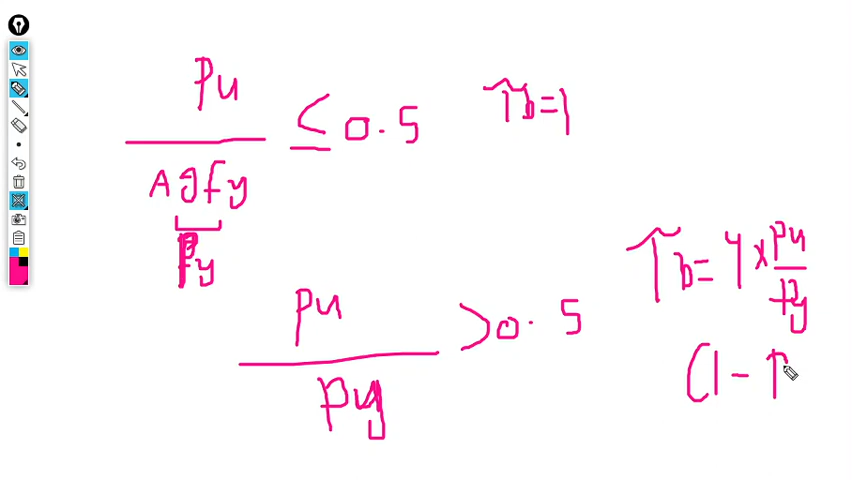 Pu
Agfy
≤ 0.5
τb=1
Py
Pu
Py
>0.5
τb= 4 × Pu
Py
(1 - P